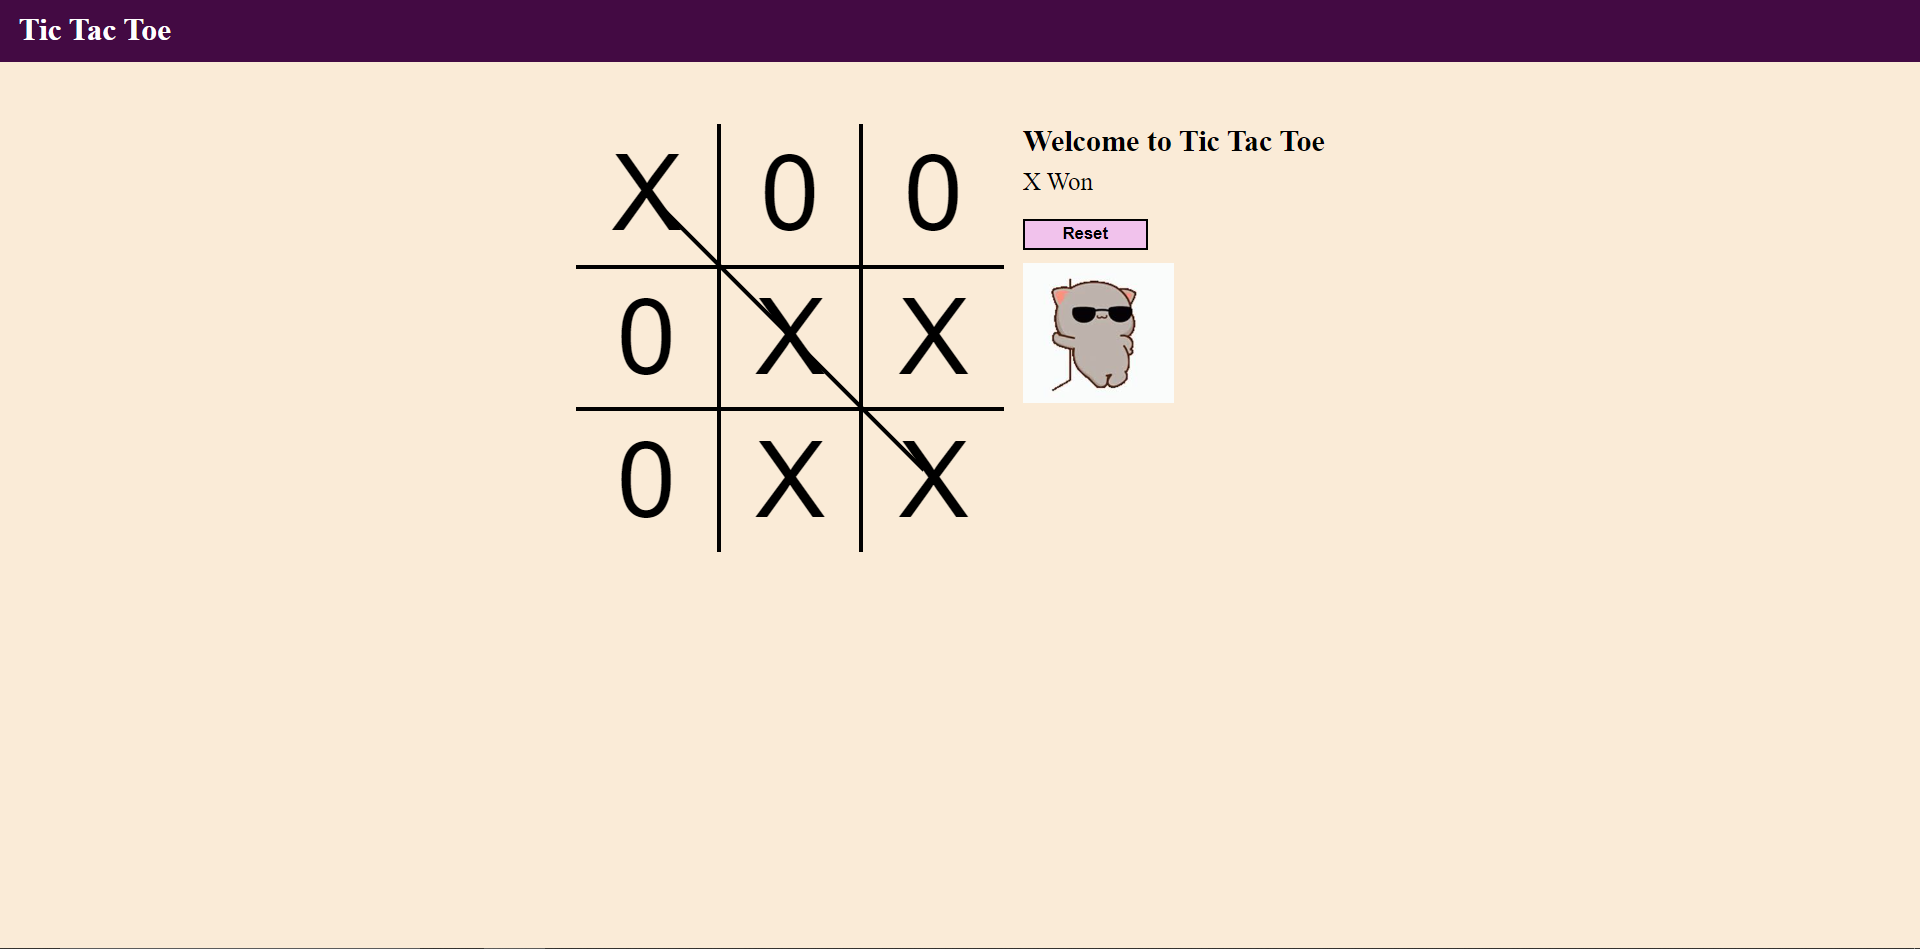 Tic Tac Toe
X 0 0
0 X X
0 X X
Welcome to Tic Tac Toe
X Won
Reset